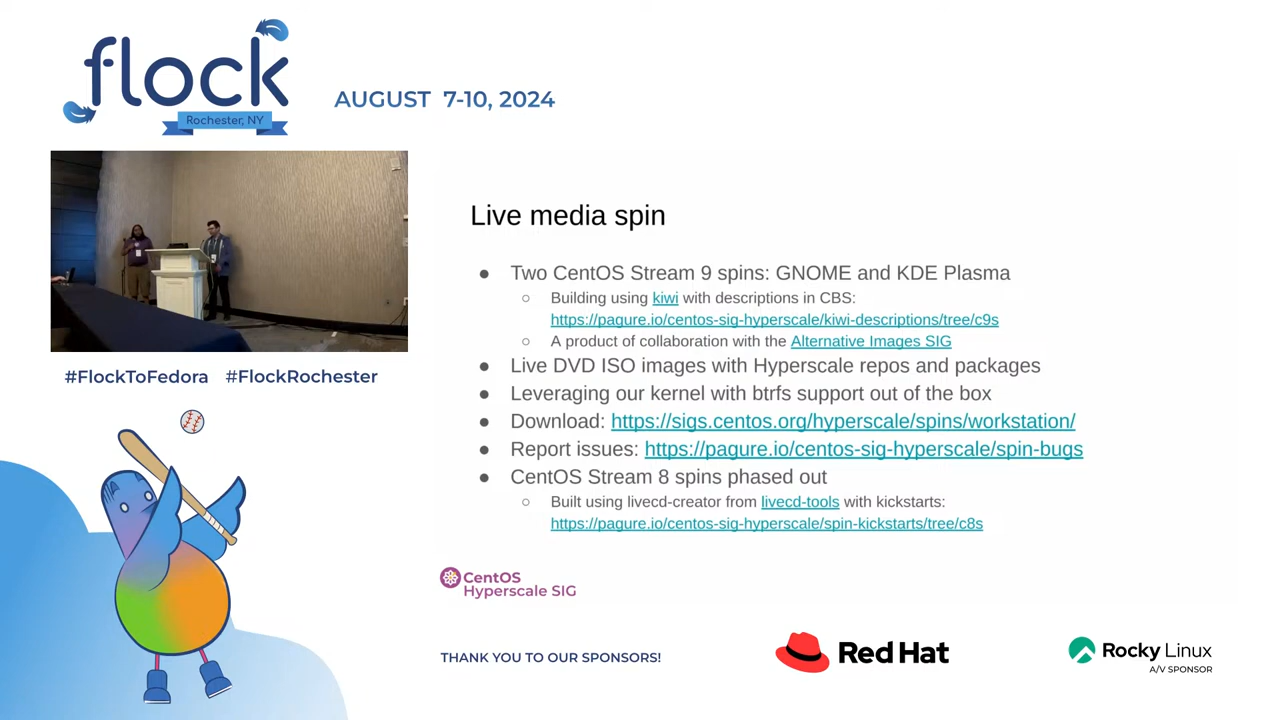 flock
Rochester, NY
AUGUST 7-10, 2024
#FlockToFedora #FlockRochester
Live media spin
● Two CentOS Stream 9 spins: GNOME and KDE Plasma
○ Building using kiwi with descriptions in CBS:
https://pagure.io/centos-sig-hyperscale/kiwi-descriptions/tree/c9s
○ A product of collaboration with the Alternative Images SIG
● Live DVD ISO images with Hyperscale repos and packages
● Leveraging our kernel with btrfs support out of the box
● Download: https://sigs.centos.org/hyperscale/spins/workstation/
● Report issues: https://pagure.io/centos-sig-hyperscale/spin-bugs
● CentOS Stream 8 spins phased out
○ Built using livecd-creator from livecd-tools with kickstarts:
https://pagure.io/centos-sig-hyperscale/spin-kickstarts/tree/c8s
CentOS
Hyperscale SIG
THANK YOU TO OUR SPONSORS!
Red Hat
Rocky Linux
A/V SPONSOR